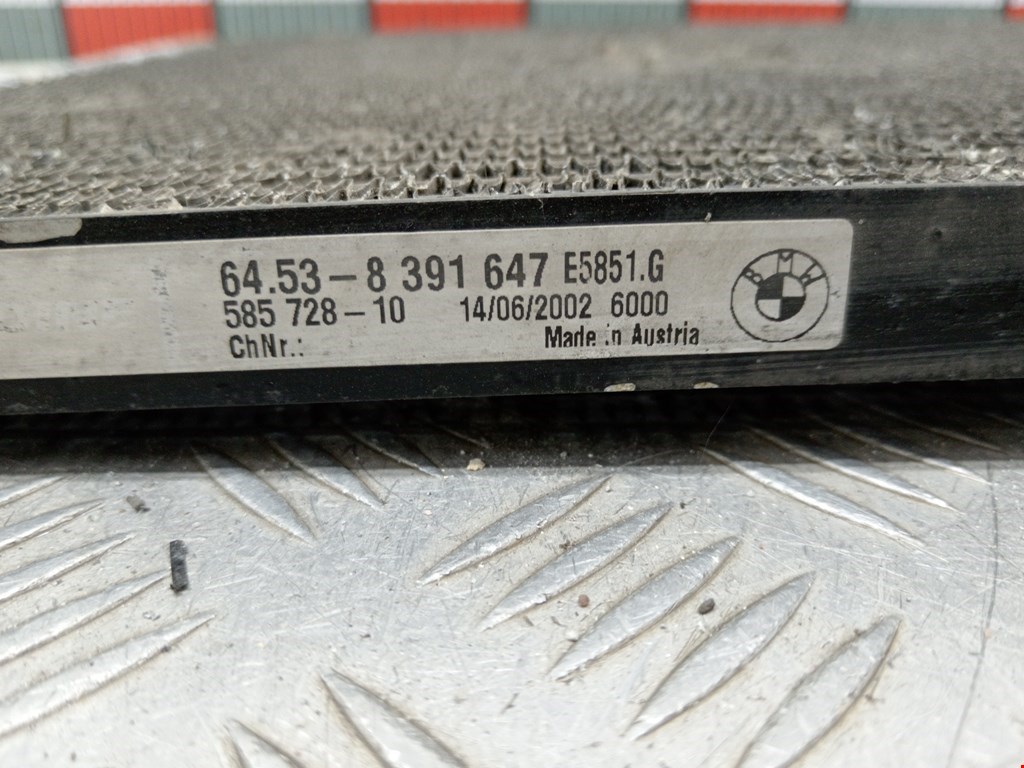 64.53-8 391 647 E5851.G
585 728-10 14/06/2002 6000
ChNr.: Made in Austria
BMW